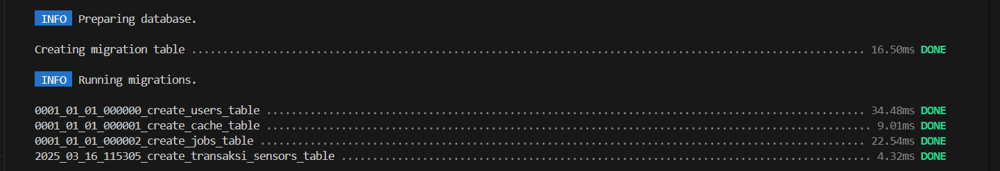 INFO Preparing database.
Creating migration table ............................................................................................................ 16.50ms DONE
INFO Running migrations.
0001_01_01_000000_create_users_table ................................................................................................ 34.48ms DONE
0001_01_01_000001_create_cache_table ................................................................................................. 9.01ms DONE
0001_01_01_000002_create_jobs_table ................................................................................................. 22.54ms DONE
2025_03_16_115305_create_transaksi_sensors_table ..................................................................................... 4.32ms DONE